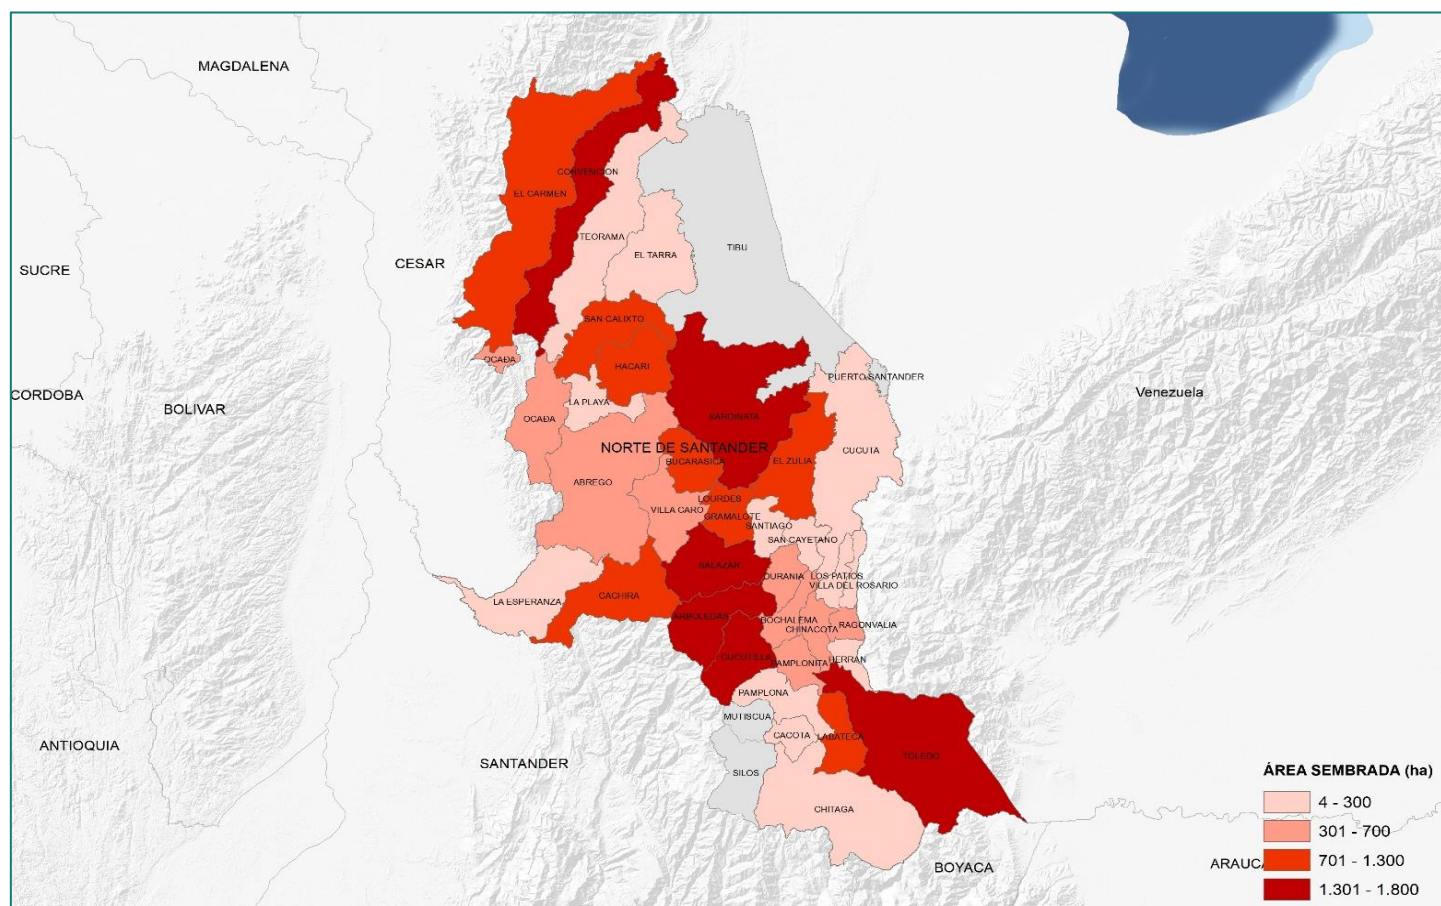 MAGDALENA
CONVENCION
EL CARMEN
TEORAMA
TIBU
EL TARRA
CESAR
SUCRE
SAN CALIXTO
OCAÐA
HACARI
PUERTO SANTANDER
CORDOBA
Venezuela
LA PLAYA
BOLIVAR
OCAÐA
SARDINATA
NORTE DE SANTANDER
CUCUTA
BUCARASICA
EL ZULIA
ABREGO
LOURDES
VILLA CARO
GRAMALOTE
SANTIAGO
SAN CAYETANO
SALAZAR
DURANIA
LOS PATIOS
VILLA DEL ROSARIO
CACHIRA
LA ESPERANZA
ARBOLEDAS
BOCHALEMA
RAGONVALIA
CHINACOTA
CUCUTILLA
HERRAN
PAMPLONITA
PAMPLONA
MUTISCUA
CACOTA
LABATECA
ANTIOQUIA
TOLEDO
SANTANDER
SILOS
CHITAGA
BOYACA
ARAUCA
ÁREA SEMBRADA (ha)
4 - 300
301 - 700
701 - 1.300
1.301 - 1.800